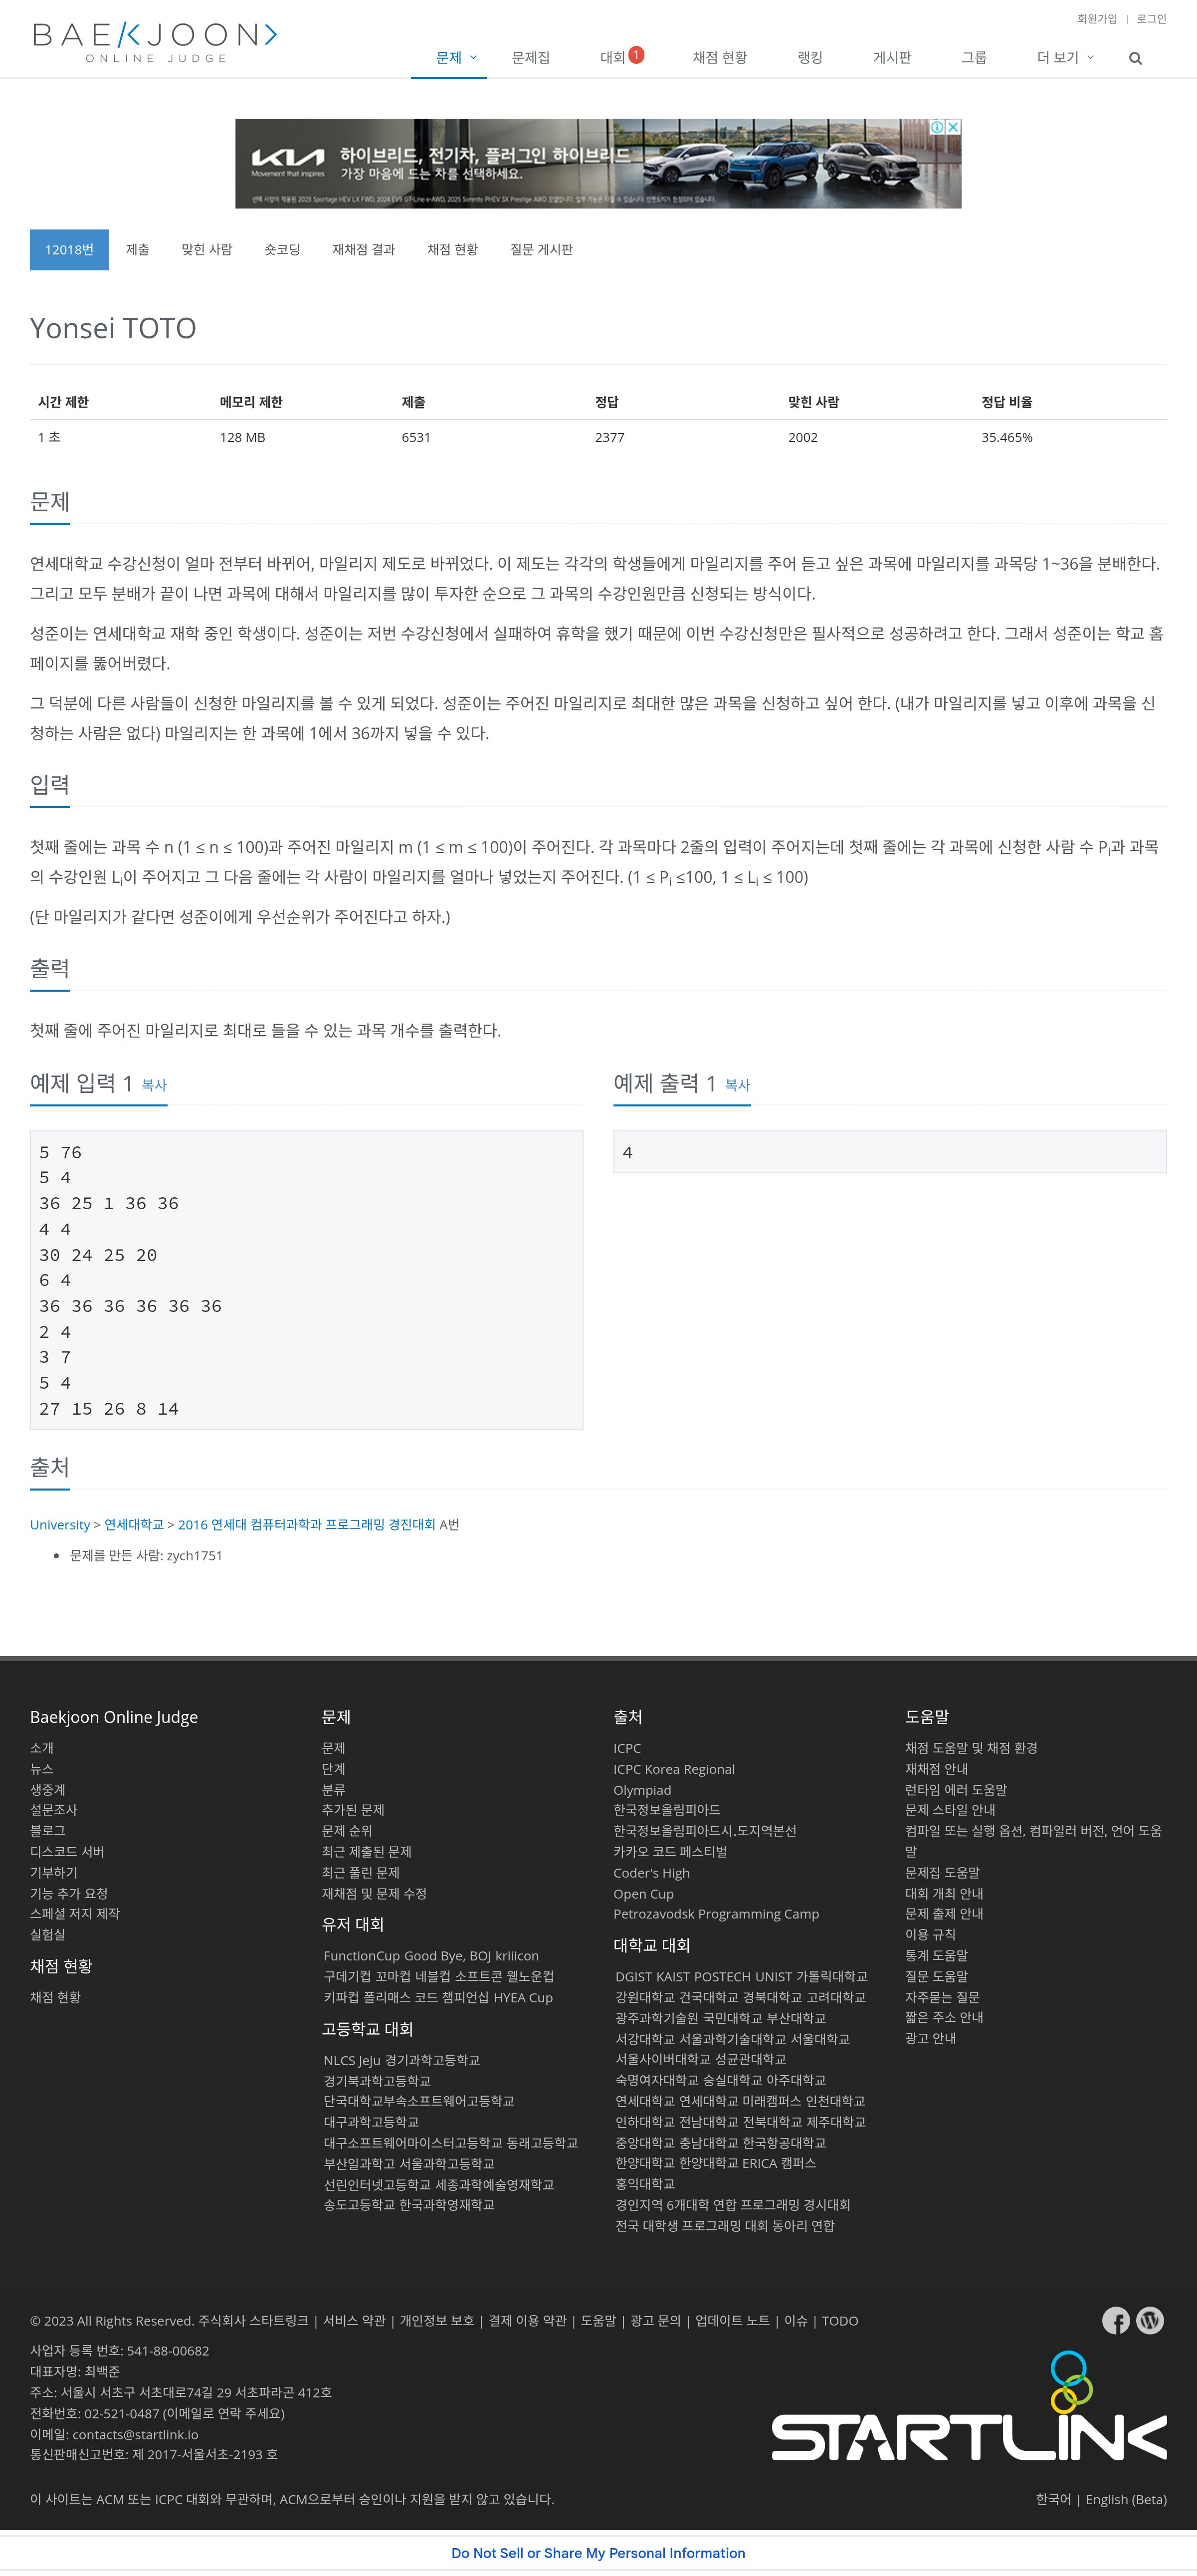 회원가입 | 로그인
BAE/<JOON>
ONLINE JUDGE
문제 문제집 대회 1 채점 현황 랭킹 게시판 그룹 더 보기
KIA
Movement that inspires
하이브리드, 전기차, 플러그인 하이브리드
가장 마음에 드는 차를 선택하세요.
12018번 제출 맞힌 사람 숏코딩 재채점 결과 채점 현황 질문 게시판
Yonsei TOTO
시간 제한 메모리 제한 제출 정답 맞힌 사람 정답 비율
1 초 128 MB 6531 2377 2002 35.465%
문제
연세대학교 수강신청이 얼마 전부터 바뀌어, 마일리지 제도로 바뀌었다. 이 제도는 각각의 학생들에게 마일리지를 주어 듣고 싶은 과목에 마일리지를 과목당 1~36을 분배한다.
그리고 모두 분배가 끝이 나면 과목에 대해서 마일리지를 많이 투자한 순으로 그 과목의 수강인원만큼 신청되는 방식이다.
성준이는 연세대학교 재학 중인 학생이다. 성준이는 저번 수강신청에서 실패하여 휴학을 했기 때문에 이번 수강신청만은 필사적으로 성공하려고 한다. 그래서 성준이는 학교 홈
페이지를 뚫어버렸다.
그 덕분에 다른 사람들이 신청한 마일리지를 볼 수 있게 되었다. 성준이는 주어진 마일리지로 최대한 많은 과목을 신청하고 싶어 한다. (내가 마일리지를 넣고 이후에 과목을 신
청하는 사람은 없다) 마일리지는 한 과목에 1에서 36까지 넣을 수 있다.
입력
첫째 줄에는 과목 수 n (1 ≤ n ≤ 100)과 주어진 마일리지 m (1 ≤ m ≤ 100)이 주어진다. 각 과목마다 2줄의 입력이 주어지는데 첫째 줄에는 각 과목에 신청한 사람 수 Pi과 과목
의 수강인원 Li이 주어지고 그 다음 줄에는 각 사람이 마일리지를 얼마나 넣었는지 주어진다. (1 ≤ Pi ≤100, 1 ≤ Li ≤ 100)
(단 마일리지가 같다면 성준이에게 우선순위가 주어진다고 하자.)
출력
첫째 줄에 주어진 마일리지로 최대로 들을 수 있는 과목 개수를 출력한다.
예제 입력 1 복사
5 76
5 4
36 25 1 36 36
4 4
30 24 25 20
6 4
36 36 36 36 36 36
2 4
3 7
5 4
27 15 26 8 14
예제 출력 1 복사
4
출처
University > 연세대학교 > 2016 연세대 컴퓨터과학과 프로그래밍 경진대회 A번
문제를 만든 사람: zych1751
Baekjoon Online Judge
소개
뉴스
생중계
설문조사
블로그
디스코드 서버
기부하기
기능 추가 요청
스페셜 저지 제작
실험실
채점 현황
채점 현황
문제
문제
단계
분류
추가된 문제
문제 순위
최근 제출된 문제
최근 풀린 문제
재채점 및 문제 수정
유저 대회
FunctionCup Good Bye, BOJ kriiicon
구데기컵 꼬마컵 네블컵 소프트콘 웰노운컵
키파컵 폴리매스 코드 챔피언십 HYEA Cup
고등학교 대회
NLCS Jeju 경기과학고등학교
경기북과학고등학교
단국대학교부속소프트웨어고등학교
대구과학고등학교
대구소프트웨어마이스터고등학교 동래고등학교
부산일과학고 서울과학고등학교
선린인터넷고등학교 세종과학예술영재학교
송도고등학교 한국과학영재학교
출처
ICPC
ICPC Korea Regional
Olympiad
한국정보올림피아드
한국정보올림피아드시.도지역본선
카카오 코드 페스티벌
Coder's High
Open Cup
Petrozavodsk Programming Camp
대학교 대회
DGIST KAIST POSTECH UNIST 가톨릭대학교
강원대학교 건국대학교 경북대학교 고려대학교
광주과학기술원 국민대학교 부산대학교
서강대학교 서울과학기술대학교 서울대학교
서울사이버대학교 성균관대학교
숙명여자대학교 숭실대학교 아주대학교
연세대학교 연세대학교 미래캠퍼스 인천대학교
인하대학교 전남대학교 전북대학교 제주대학교
중앙대학교 충남대학교 한국항공대학교
한양대학교 한양대학교 ERICA 캠퍼스
홍익대학교
경인지역 6개대학 연합 프로그래밍 경시대회
전국 대학생 프로그래밍 대회 동아리 연합
도움말
채점 도움말 및 채점 환경
재채점 안내
런타임 에러 도움말
문제 스타일 안내
컴파일 또는 실행 옵션, 컴파일러 버전, 언어 도움
말
문제집 도움말
대회 개최 안내
문제 출제 안내
이용 규칙
통계 도움말
질문 도움말
자주묻는 질문
짧은 주소 안내
광고 안내
© 2023 All Rights Reserved. 주식회사 스타트링크 | 서비스 약관 | 개인정보 보호 | 결제 이용 약관 | 도움말 | 광고 문의 | 업데이트 노트 | 이슈 | TODO
사업자 등록 번호: 541-88-00682
대표자명: 최백준
주소: 서울시 서초구 서초대로74길 29 서초파라곤 412호
전화번호: 02-521-0487 (이메일로 연락 주세요)
이메일: contacts@startlink.io
통신판매신고번호: 제 2017-서울서초-2193 호
STARTLINK
이 사이트는 ACM 또는 ICPC 대회와 무관하며, ACM으로부터 승인이나 지원을 받지 않고 있습니다.
한국어 | English (Beta)
Do Not Sell or Share My Personal Information